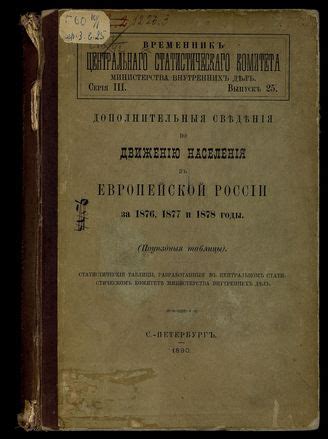 ВРЕМЕННИКЪ
ЦЕНТРАЛЬНАГО СТАТИСТИЧЕСКАГО КОМИТЕТА
МИНИСТЕРСТВА ВНУТРЕННИХЪ ДѢЛЪ.
Серія III. Выпускъ 25.
ДОПОЛНИТЕЛЬНЫЯ СВѢДѢНІЯ
ПО
ДВИЖЕНІЮ НАСЕЛЕНІЯ
ВЪ
ЕВРОПЕЙСКОЙ РОССІИ
за 1876, 1877 и 1878 годы.
(Поуѣздныя таблицы).
СТАТИСТИЧЕСКІЯ ТАБЛИЦЫ, РАЗРАБОТАННЫЯ ВЪ ЦЕНТРАЛЬНОМЪ СТАТИ-
СТИЧЕСКОМЪ КОМИТЕТѢ МИНИСТЕРСТВА ВНУТРЕННИХЪ ДѢЛЪ.
С.-ПЕТЕРБУРГЪ.
1890.